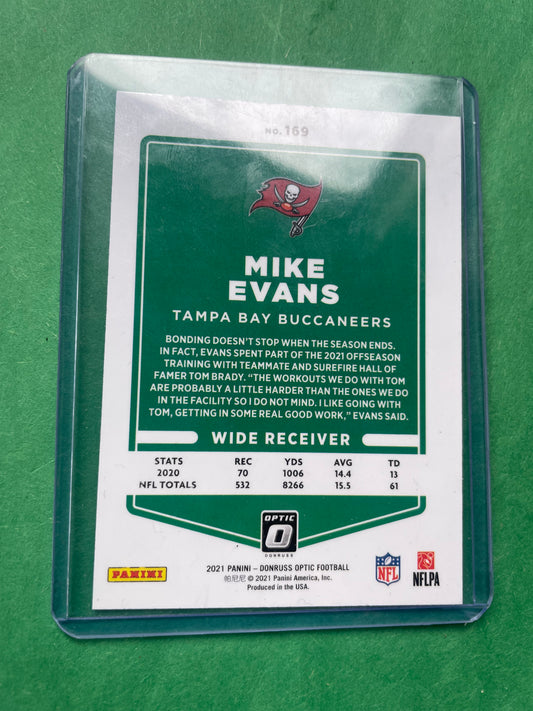 NO. 169
MIKE
EVANS
TAMPA BAY BUCCANEERS
BONDING DOESN'T STOP WHEN THE SEASON ENDS.
IN FACT, EVANS SPENT PART OF THE 2021 OFFSEASON
TRAINING WITH TEAMMATE AND SUREFIRE HALL OF
FAMER TOM BRADY. "THE WORKOUTS WE DO WITH TOM
ARE PROBABLY A LITTLE HARDER THAN THE ONES WE DO
IN THE FACILITY SO I DO NOT MIND. I LIKE GOING WITH
TOM, GETTING IN SOME REAL GOOD WORK," EVANS SAID.
WIDE RECEIVER
STATS REC YDS AVG TD
2020 70 1006 14.4 13
NFL TOTALS 532 8266 15.5 61
OPTIC
DONRUSS
2021 PANINI – DONRUSS OPTIC FOOTBALL
帕尼尼 © 2021 Panini America, Inc.
Produced in the USA.
PANINI
NFL
NFLPA